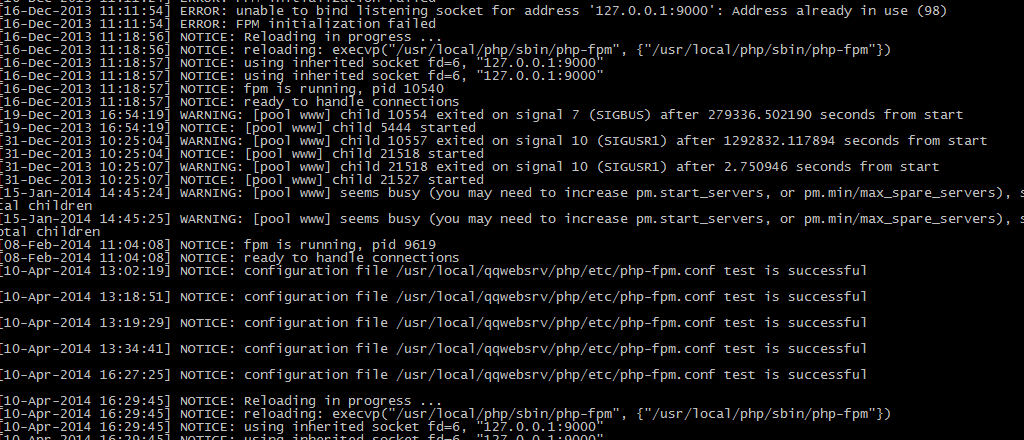 [16-Dec-2013 11:11:54] ERROR: unable to bind listening socket for address '127.0.0.1:9000': Address already in use (98)
[16-Dec-2013 11:11:54] ERROR: FPM initialization failed
[16-Dec-2013 11:18:56] NOTICE: Reloading in progress ...
[16-Dec-2013 11:18:56] NOTICE: reloading: execvp("/usr/local/php/sbin/php-fpm", {"/usr/local/php/sbin/php-fpm"})
[16-Dec-2013 11:18:57] NOTICE: using inherited socket fd=6, "127.0.0.1:9000"
[16-Dec-2013 11:18:57] NOTICE: using inherited socket fd=6, "127.0.0.1:9000"
[16-Dec-2013 11:18:57] NOTICE: fpm is running, pid 10540
[16-Dec-2013 11:18:57] NOTICE: ready to handle connections
[19-Dec-2013 16:54:19] WARNING: [pool www] child 10554 exited on signal 7 (SIGBUS) after 279336.502190 seconds from start
[19-Dec-2013 16:54:19] NOTICE: [pool www] child 5444 started
[31-Dec-2013 10:25:04] WARNING: [pool www] child 10557 exited on signal 10 (SIGUSR1) after 1292832.117894 seconds from start
[31-Dec-2013 10:25:04] NOTICE: [pool www] child 21518 started
[31-Dec-2013 10:25:07] WARNING: [pool www] child 21518 exited on signal 10 (SIGUSR1) after 2.750946 seconds from start
[31-Dec-2013 10:25:07] NOTICE: [pool www] child 21527 started
[15-Jan-2014 14:45:24] WARNING: [pool www] seems busy (you may need to increase pm.start_servers, or pm.min/max_spare_servers), s
tal children
[15-Jan-2014 14:45:25] WARNING: [pool www] seems busy (you may need to increase pm.start_servers, or pm.min/max_spare_servers), s
otal children
[08-Feb-2014 11:04:08] NOTICE: fpm is running, pid 9619
[08-Feb-2014 11:04:08] NOTICE: ready to handle connections
[10-Apr-2014 13:02:19] NOTICE: configuration file /usr/local/qqwebsrv/php/etc/php-fpm.conf test is successful
[10-Apr-2014 13:18:51] NOTICE: configuration file /usr/local/qqwebsrv/php/etc/php-fpm.conf test is successful
[10-Apr-2014 13:19:29] NOTICE: configuration file /usr/local/qqwebsrv/php/etc/php-fpm.conf test is successful
[10-Apr-2014 13:34:41] NOTICE: configuration file /usr/local/qqwebsrv/php/etc/php-fpm.conf test is successful
[10-Apr-2014 16:27:25] NOTICE: configuration file /usr/local/qqwebsrv/php/etc/php-fpm.conf test is successful
[10-Apr-2014 16:29:45] NOTICE: Reloading in progress ...
[10-Apr-2014 16:29:45] NOTICE: reloading: execvp("/usr/local/php/sbin/php-fpm", {"/usr/local/php/sbin/php-fpm"})
[10-Apr-2014 16:29:45] NOTICE: using inherited socket fd=6, "127.0.0.1:9000"
[10-Apr-2014 16:29:45] NOTICE: using inherited socket fd=6, "127.0.0.1:9000"